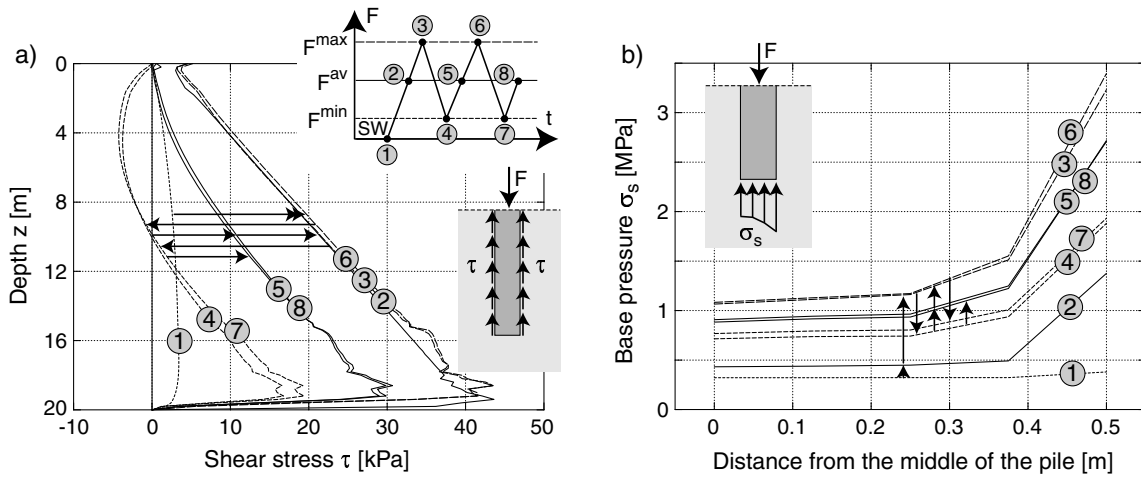 a)
F
3
6
F^max
2
5
8
F^av
F^min
SW
4
7
t
1
F
τ
τ
6
3
2
5
8
4
7
1
0
4
8
12
16
20
Depth z [m]
-10
0
10
20
30
40
50
Shear stress τ [kPa]
b)
F
σ_s
6
3
8
5
7
4
2
1
3
2
1
0
Base pressure σ_s [MPa]
0
0.1
0.2
0.3
0.4
0.5
Distance from the middle of the pile [m]